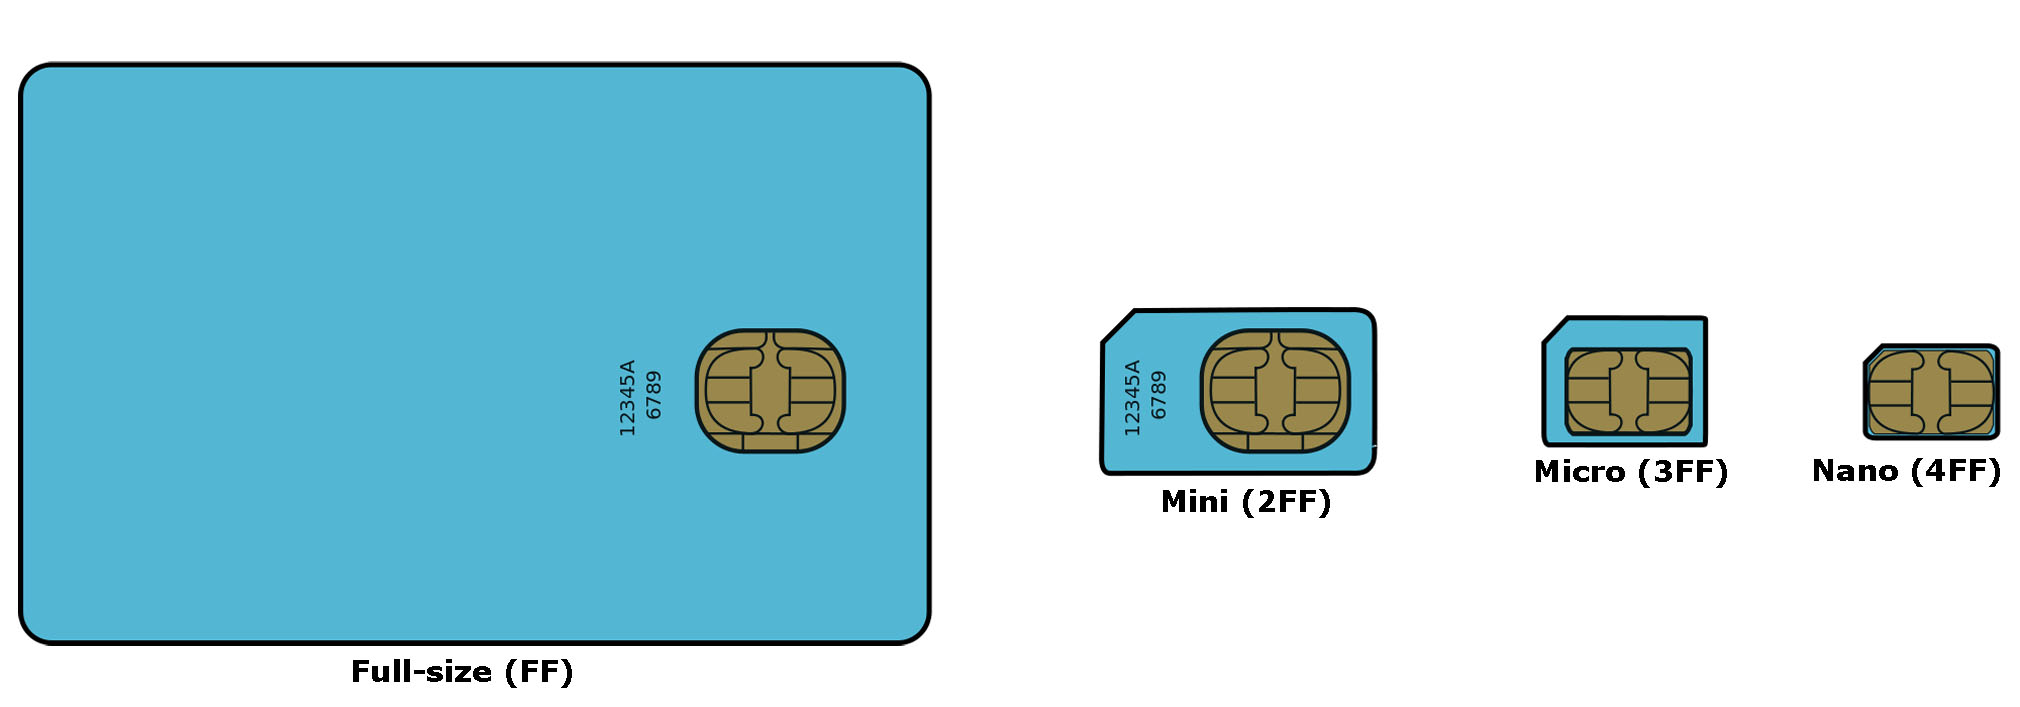 12345A
6789
Full-size (FF)
12345A
6789
Mini (2FF)
Micro (3FF)
Nano (4FF)